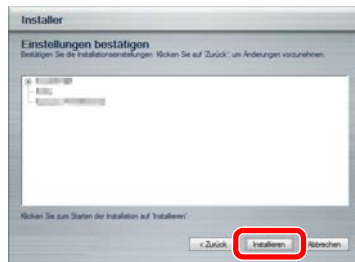 Installer
Einstellungen bestätigen
Bestätigen Sie die Installationseinstellungen. Klicken Sie auf 'Zurück', um Änderungen vorzunehmen.
Klicken Sie zum Starten der Installation auf 'Installieren'.
< Zurück Installieren Abbrechen